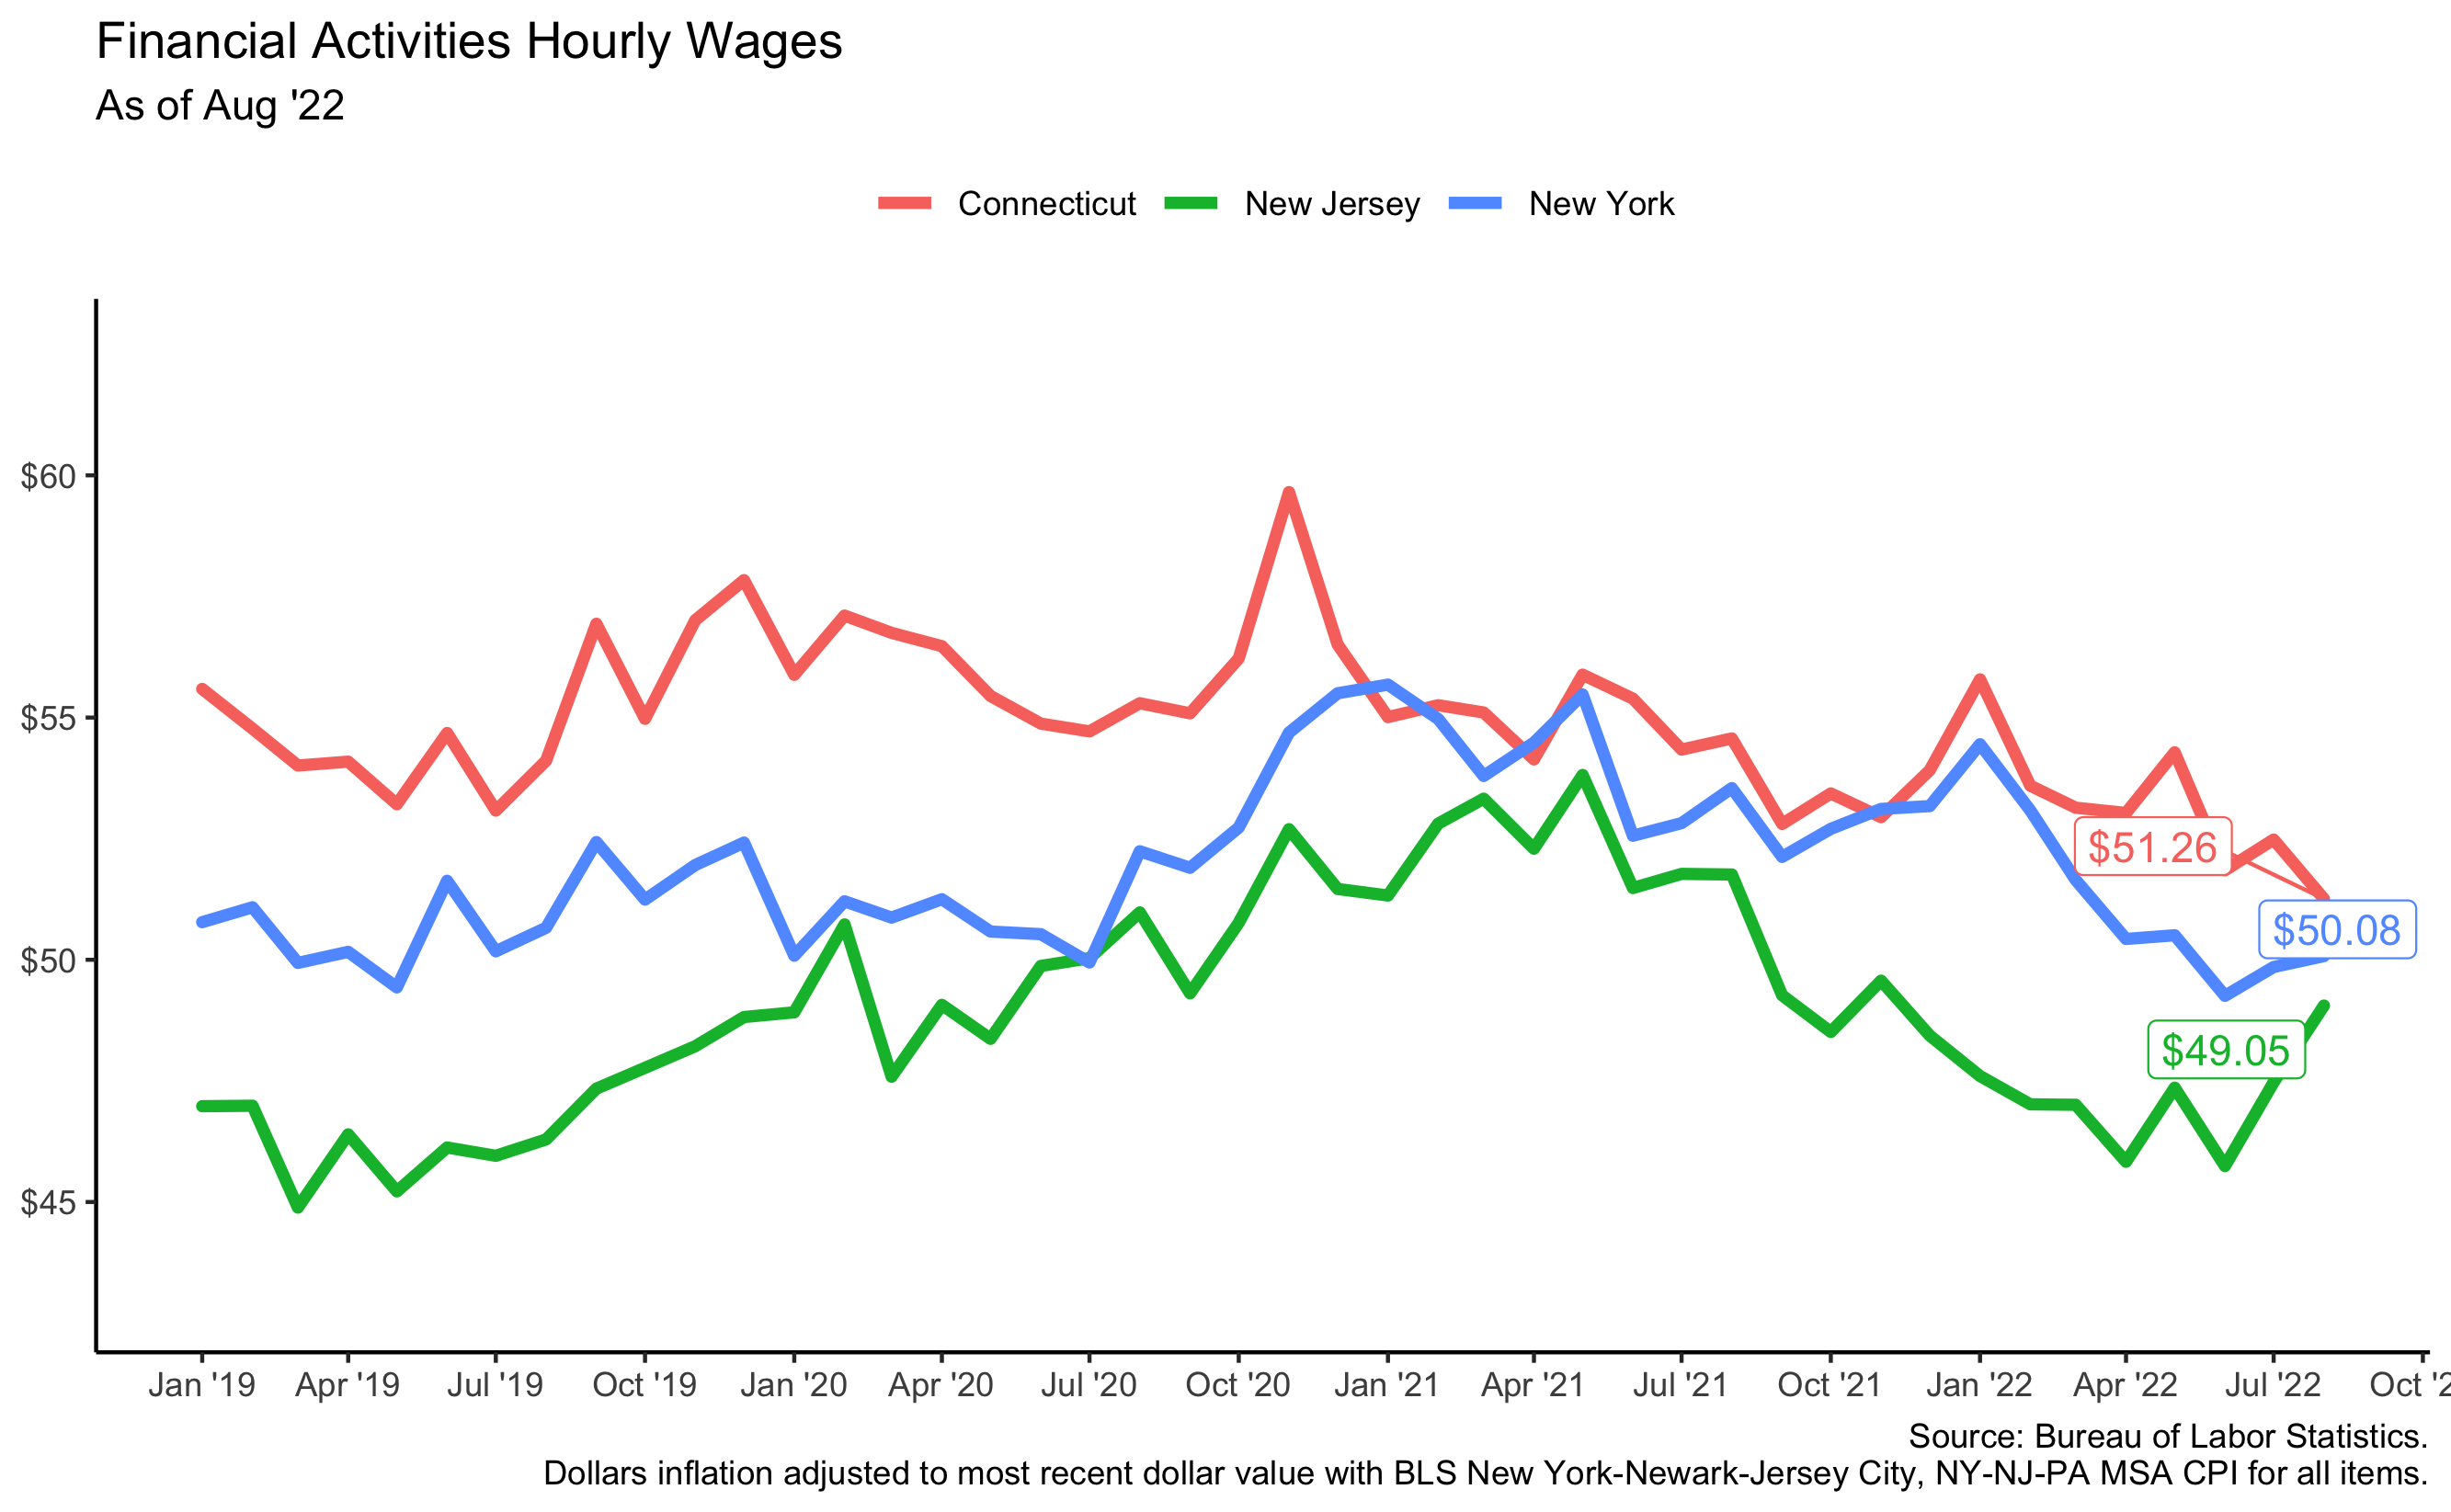 Financial Activities Hourly Wages
As of Aug '22
Connecticut New Jersey New York
$60
$55
$50
$45
$51.26
$50.08
$49.05
Jan '19 Apr '19 Jul '19 Oct '19 Jan '20 Apr '20 Jul '20 Oct '20 Jan '21 Apr '21 Jul '21 Oct '21 Jan '22 Apr '22 Jul '22 Oct '2
Source: Bureau of Labor Statistics.
Dollars inflation adjusted to most recent dollar value with BLS New York-Newark-Jersey City, NY-NJ-PA MSA CPI for all items.